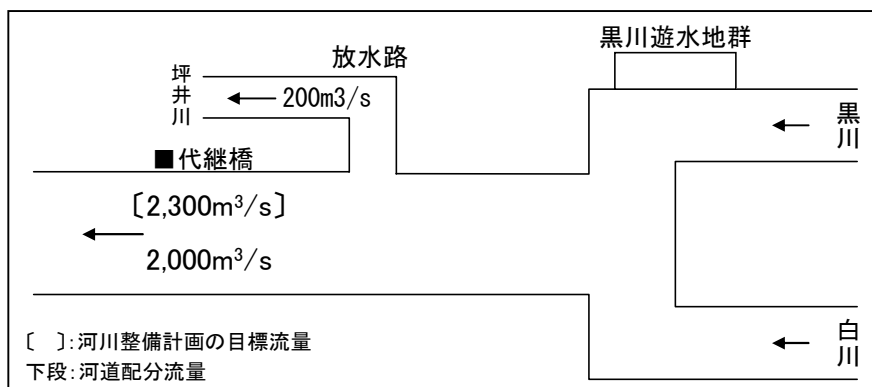 黒川遊水地群
放水路
坪井川
200m3/s
黒川
■代継橋
〔2,300m³/s〕
2,000m³/s
白川
〔　〕：河川整備計画の目標流量
下段：河道配分流量